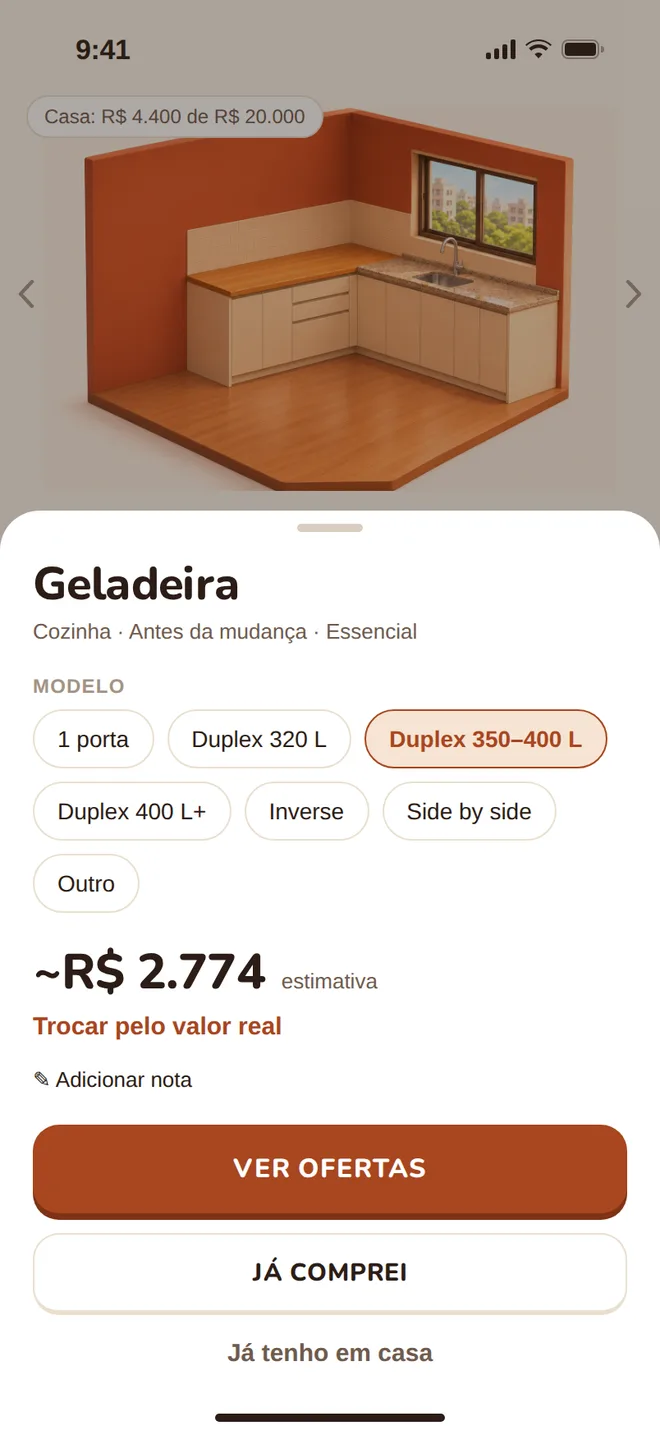 9:41
Casa: R$ 4.400 de R$ 20.000
Geladeira
Cozinha · Antes da mudança · Essencial
MODELO
1 porta
Duplex 320 L
Duplex 350–400 L
Duplex 400 L+
Inverse
Side by side
Outro
~R$ 2.774 estimativa
Trocar pelo valor real
✎ Adicionar nota
VER OFERTAS
JÁ COMPREI
Já tenho em casa